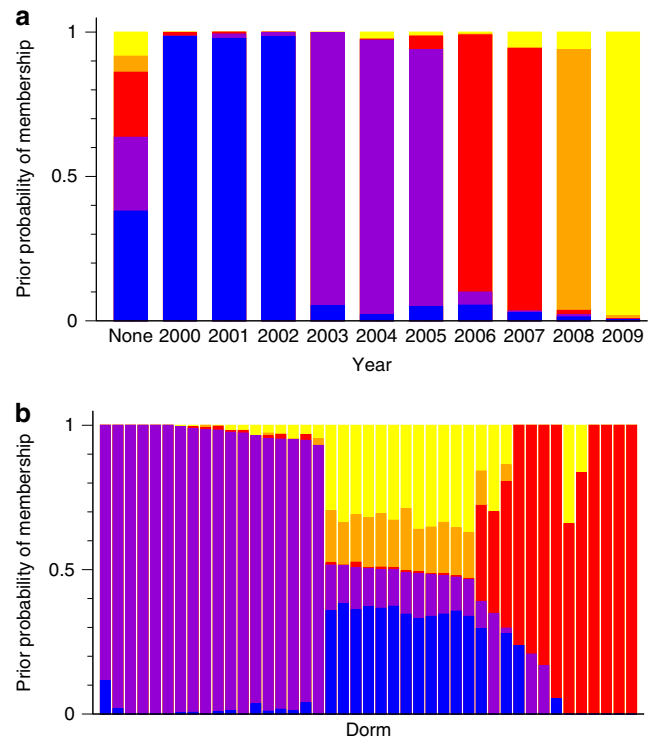 a
Prior probability of membership
1
0.5
0
None 2000 2001 2002 2003 2004 2005 2006 2007 2008 2009
Year
b
Prior probability of membership
1
0.5
0
Dorm